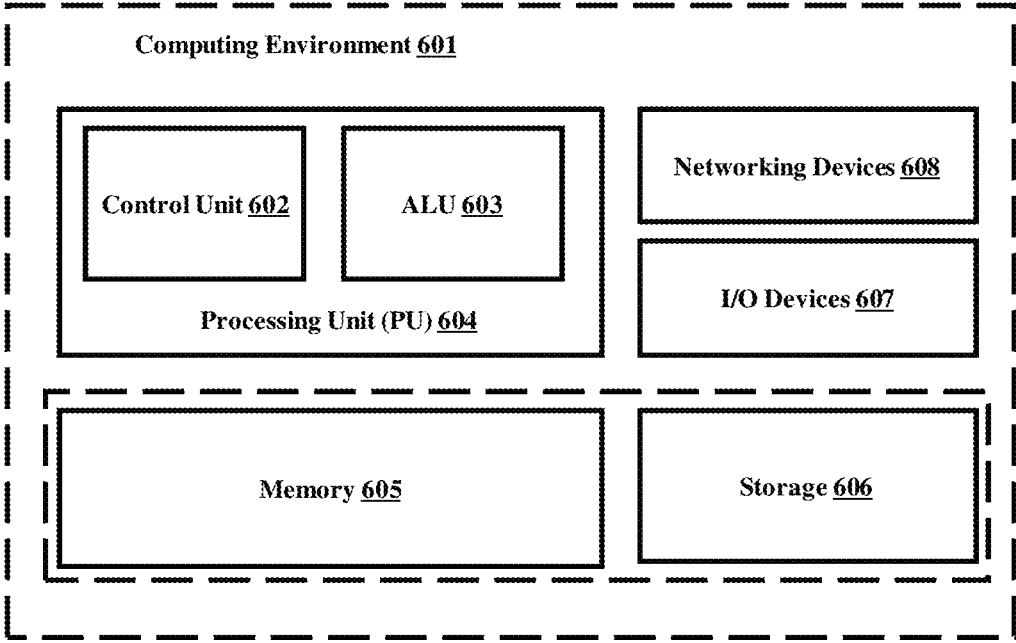 Computing Environment 601
Control Unit 602
ALU 603
Processing Unit (PU) 604
Networking Devices 608
I/O Devices 607
Memory 605
Storage 606